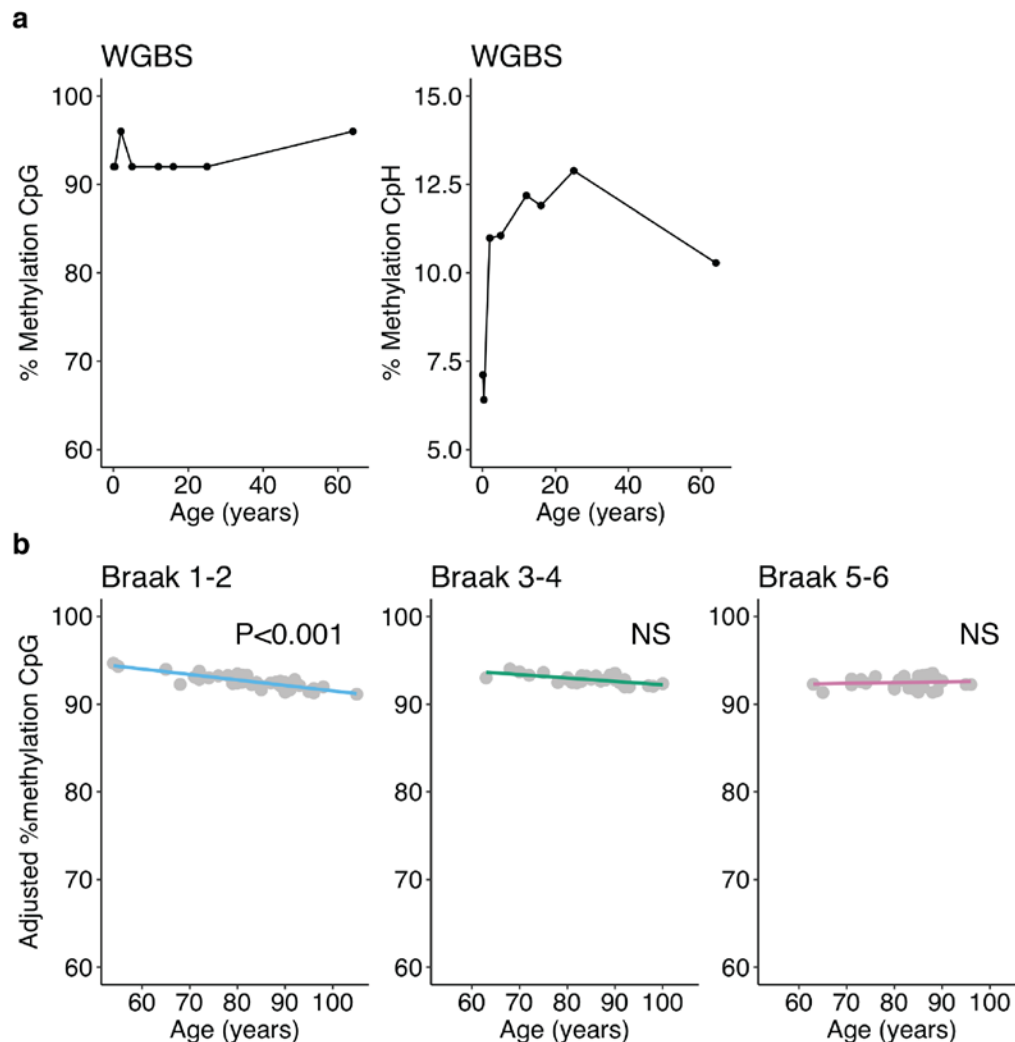 a
WGBS
WGBS
% Methylation CpG
100
90
80
70
60
0 20 40 60
Age (years)
% Methylation CpH
15.0
12.5
10.0
7.5
5.0
0 20 40 60
Age (years)
b
Braak 1-2
Braak 3-4
Braak 5-6
P<0.001
NS
NS
Adjusted %methylation CpG
100
90
80
70
60
60 70 80 90 100
Age (years)
100
90
80
70
60
60 70 80 90 100
Age (years)
100
90
80
70
60
60 70 80 90 100
Age (years)